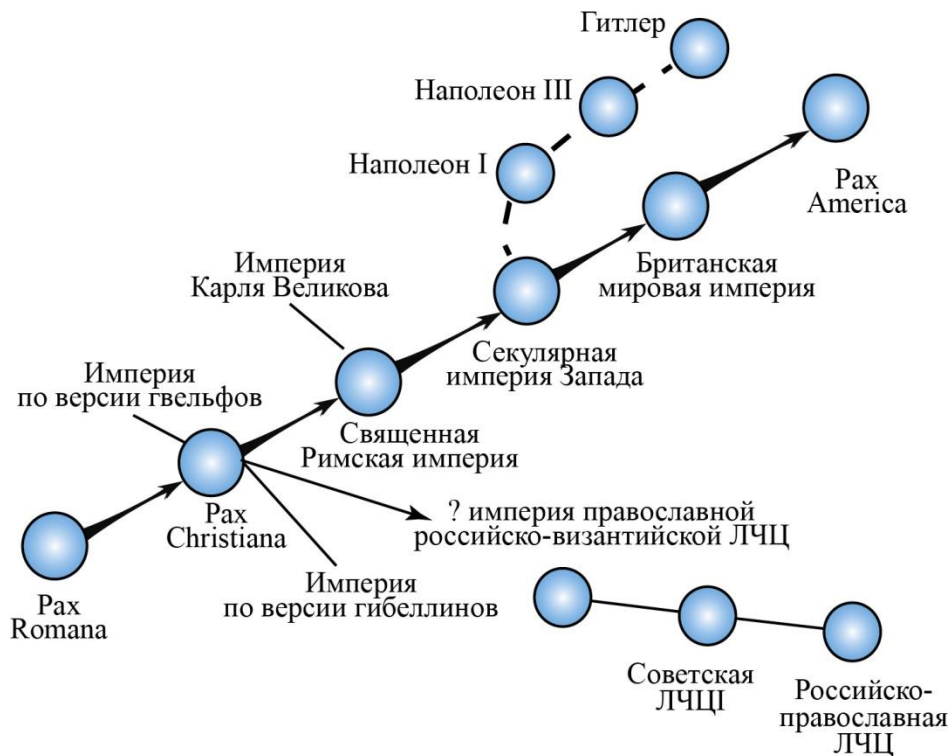 Гитлер
Наполеон III
Наполеон I
Pax
America
Британская
мировая империя
Империя
Карля Великова
Секулярная
империя Запада
Империя
по версии гвельфов
Священная
Римская империя
Pax
Christiana
? империя православной
российско-византийской ЛЧЦ
Империя
по версии гибеллинов
Pax
Romana
Советская
ЛЧЦI
Российско-
православная
ЛЧЦ